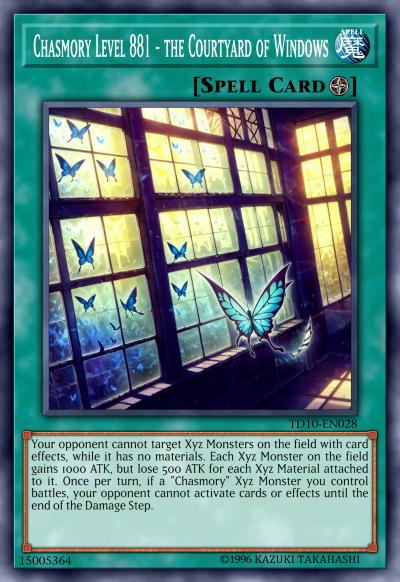 Chasmory Level 881 - the Courtyard of Windows
SPELL
魔
[Spell Card]
TD10-EN028
Your opponent cannot target Xyz Monsters on the field with card
effects, while it has no materials. Each Xyz Monster on the field
gains 1000 ATK, but lose 500 ATK for each Xyz Material attached
to it. Once per turn, if a "Chasmory" Xyz Monster you control
battles, your opponent cannot activate cards or effects until the
end of the Damage Step.
15005364
©1996 KAZUKI TAKAHASHI